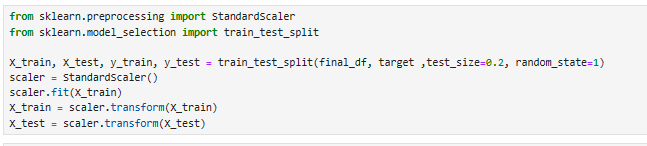 from sklearn.preprocessing import StandardScaler
from sklearn.model_selection import train_test_split
X_train, X_test, y_train, y_test = train_test_split(final_df, target ,test_size=0.2, random_state=1)
scaler = StandardScaler()
scaler.fit(X_train)
X_train = scaler.transform(X_train)
X_test = scaler.transform(X_test)